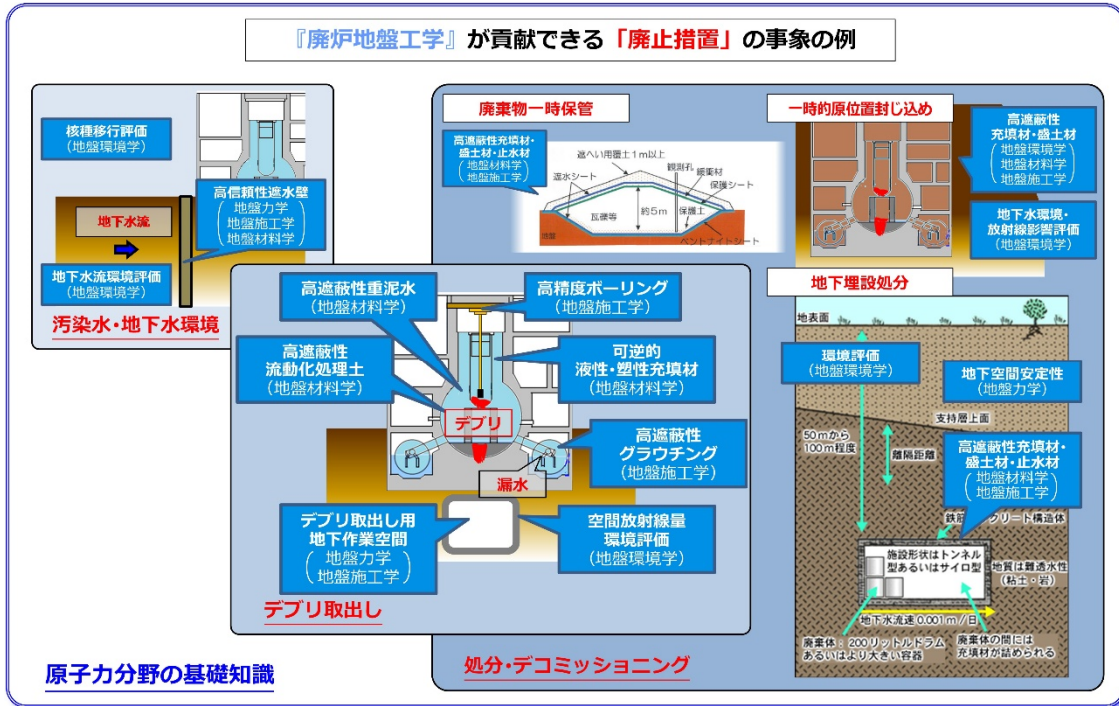 『廃炉地盤工学』が貢献できる「廃止措置」の事象の例
核種移行評価
(地盤環境学)
高信頼性遮水壁
地盤力学
地盤施工学
地盤材料学
地下水流
地下水流環境評価
(地盤環境学)
汚染水・地下水環境
廃棄物一時保管
高遮蔽性充填材・
盛土材・止水材
地盤材料学
地盤施工学
遮へい用覆土1m以上
遮水シート
観測孔
緩衝材
保護シート
瓦礫等
約5m
保護土
地盤
ベントナイトシート
一時的原位置封じ込め
高遮蔽性
充填材・盛土材
地盤環境学
地盤材料学
地盤施工学
地下水環境・
放射線影響評価
(地盤環境学)
高遮蔽性重泥水
(地盤材料学)
高精度ボーリング
(地盤施工学)
高遮蔽性
流動化処理土
(地盤材料学)
可逆的
液性・塑性充填材
(地盤材料学)
デブリ
高遮蔽性
グラウチング
(地盤施工学)
漏水
デブリ取出し用
地下作業空間
地盤力学
地盤施工学
空間放射線量
環境評価
(地盤環境学)
デブリ取出し
地下埋設処分
地表面
環境評価
(地盤環境学)
地下空間安定性
(地盤力学)
支持層上面
50mから
100m程度
離隔距離
高遮蔽性充填材・
盛土材・止水材
地盤材料学
地盤施工学
鉄筋
クリート構造体
施設形状はトンネル
型あるいはサイロ型
地質は難透水性
(粘土・岩)
地下水流速0.001m/日
廃棄体:200リットルドラム
あるいはより大きい容器
廃棄体の間には
充填材が詰められる
処分・デコミッショニング
原子力分野の基礎知識